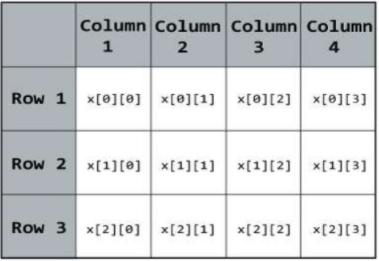 Column 1 Column 2 Column 3 Column 4
Row 1 x[0][0] x[0][1] x[0][2] x[0][3]
Row 2 x[1][0] x[1][1] x[1][2] x[1][3]
Row 3 x[2][0] x[2][1] x[2][2] x[2][3]